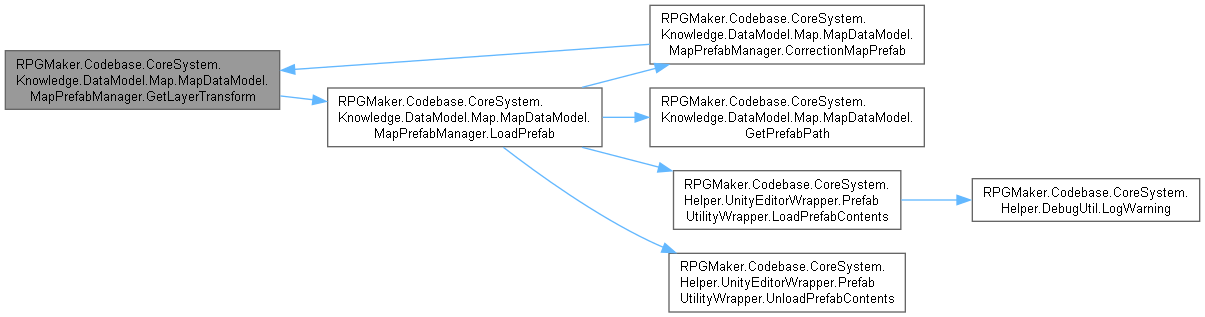 RPGMaker.Codebase.CoreSystem.
Knowledge.DataModel.Map.MapDataModel.
MapPrefabManager.GetLayerTransform
RPGMaker.Codebase.CoreSystem.
Knowledge.DataModel.Map.MapDataModel.
MapPrefabManager.LoadPrefab
RPGMaker.Codebase.CoreSystem.
Knowledge.DataModel.Map.MapDataModel.
MapPrefabManager.CorrectionMapPrefab
RPGMaker.Codebase.CoreSystem.
Knowledge.DataModel.Map.MapDataModel.
GetPrefabPath
RPGMaker.Codebase.CoreSystem.
Helper.UnityEditorWrapper.Prefab
UtilityWrapper.LoadPrefabContents
RPGMaker.Codebase.CoreSystem.
Helper.DebugUtil.LogWarning
RPGMaker.Codebase.CoreSystem.
Helper.UnityEditorWrapper.Prefab
UtilityWrapper.UnloadPrefabContents